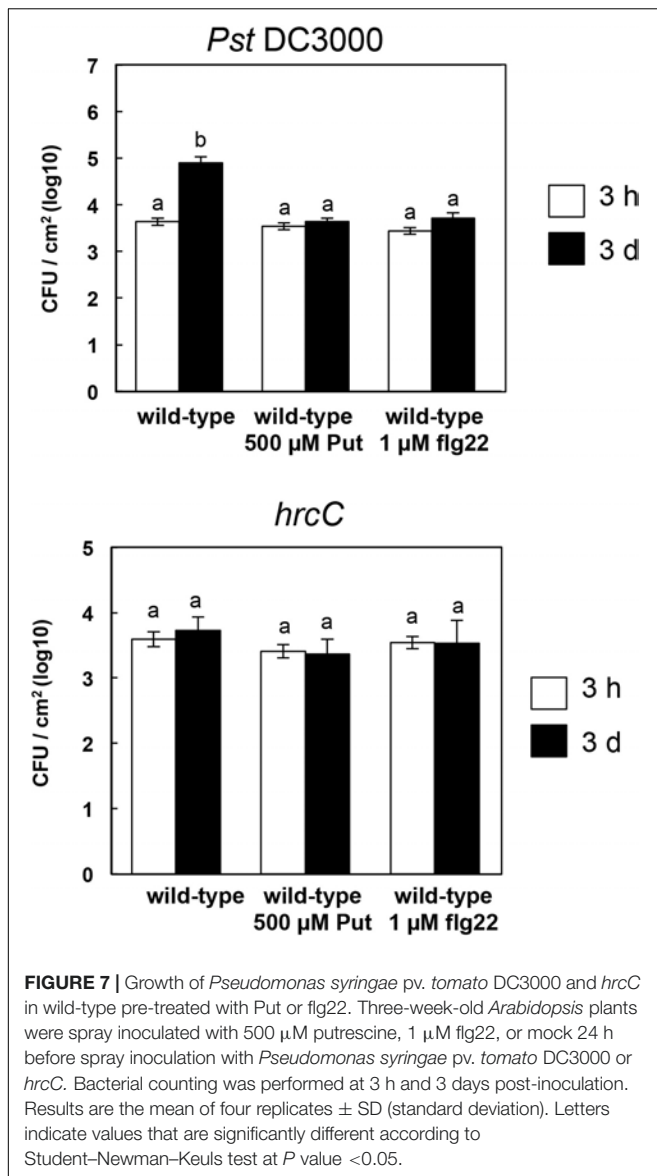 Pst DC3000
7
6
5
4
3
2
1
0
CFU / cm² (log10)
a
b
a
a
a
a
3 h
3 d
wild-type
wild-type
500 µM Put
wild-type
1 µM flg22
hrcC
5
4
3
2
1
0
CFU / cm² (log10)
a
a
a
a
a
a
3 h
3 d
wild-type
wild-type
500 µM Put
wild-type
1 µM flg22
FIGURE 7 | Growth of Pseudomonas syringae pv. tomato DC3000 and hrcC
in wild-type pre-treated with Put or flg22. Three-week-old Arabidopsis plants
were spray inoculated with 500 µM putrescine, 1 µM flg22, or mock 24 h
before spray inoculation with Pseudomonas syringae pv. tomato DC3000 or
hrcC. Bacterial counting was performed at 3 h and 3 days post-inoculation.
Results are the mean of four replicates ± SD (standard deviation). Letters
indicate values that are significantly different according to
Student–Newman–Keuls test at P value <0.05.